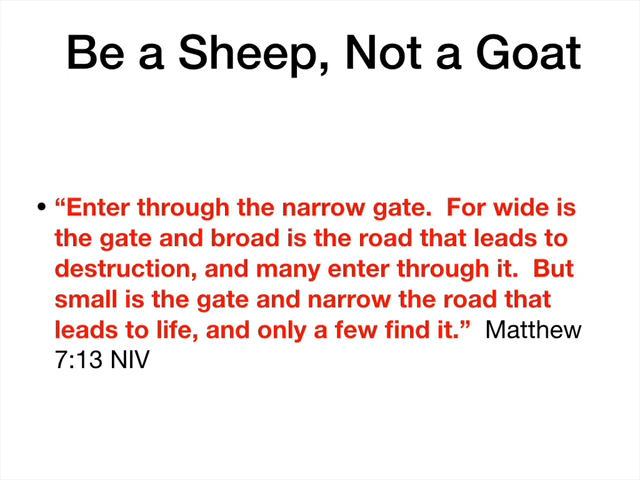 Be a Sheep, Not a Goat
• “Enter through the narrow gate.  For wide is
the gate and broad is the road that leads to
destruction, and many enter through it.  But
small is the gate and narrow the road that
leads to life, and only a few find it.”  Matthew
7:13 NIV